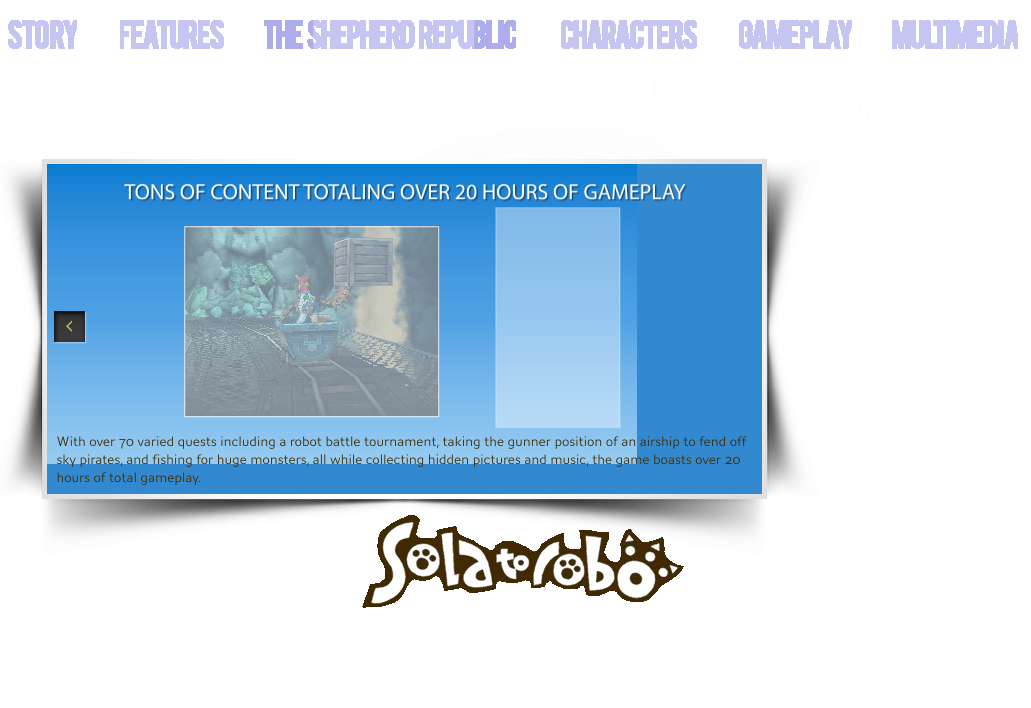 STORY FEATURES THE SHEPHERD REPUBLIC CHARACTERS GAMEPLAY MULTIMEDIA
TONS OF CONTENT TOTALING OVER 20 HOURS OF GAMEPLAY
With over 70 varied quests including a robot battle tournament, taking the gunner position of an airship to fend off
sky pirates, and fishing for huge monsters, all while collecting hidden pictures and music, the game boasts over 20
hours of total gameplay.
Solatorobo